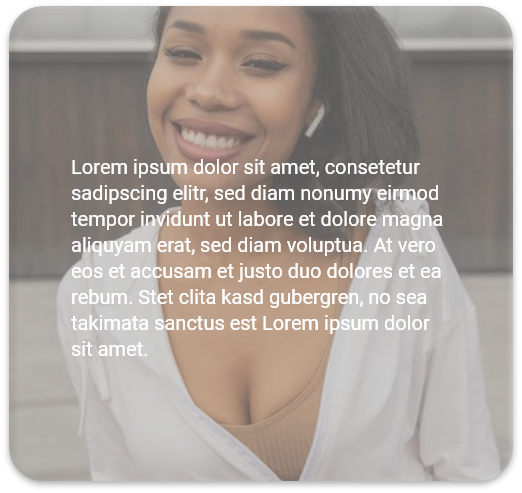 Lorem ipsum dolor sit amet, consetetur
sadipscing elitr, sed diam nonumy eirmod
tempor invidunt ut labore et dolore magna
aliquyam erat, sed diam voluptua. At vero
eos et accusam et justo duo dolores et ea
rebum. Stet clita kasd gubergren, no sea
takimata sanctus est Lorem ipsum dolor
sit amet.